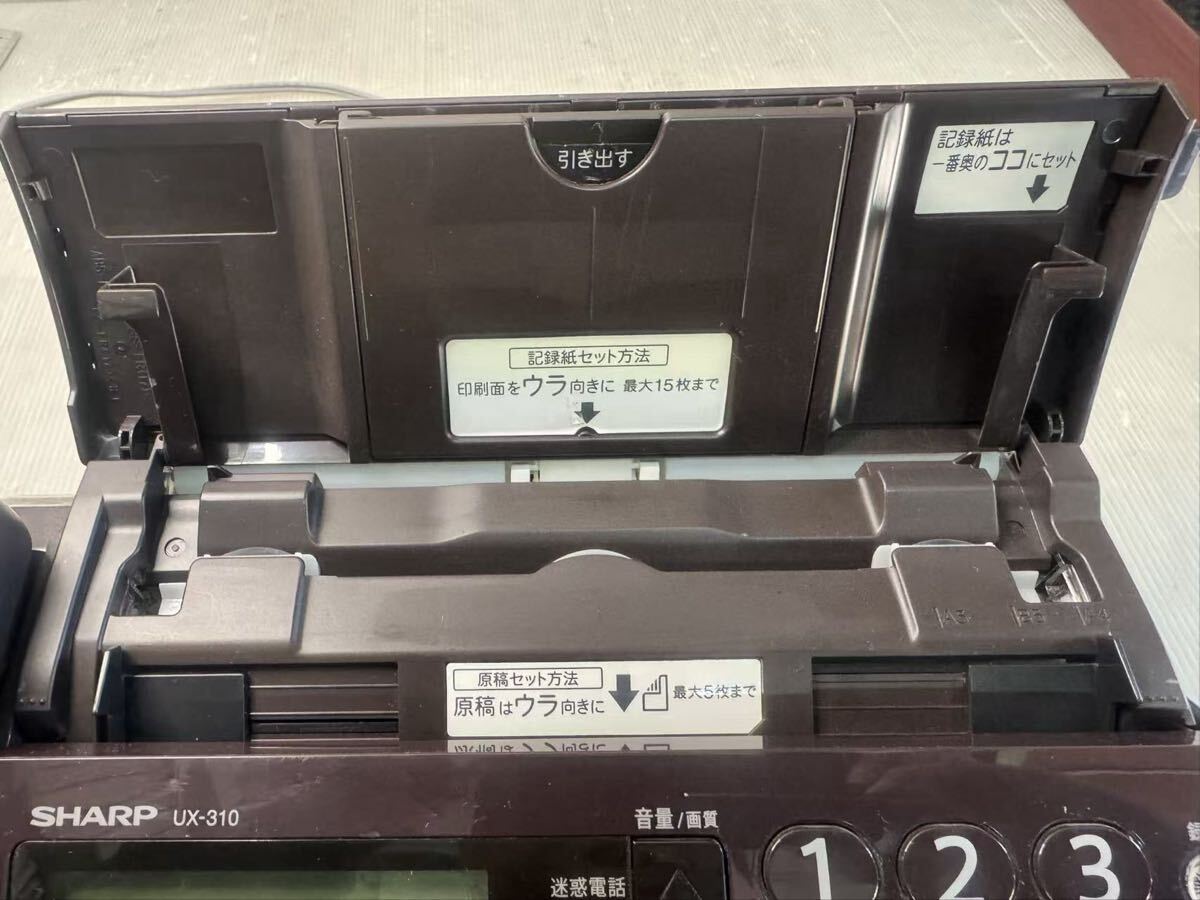 引き出す
記録紙は
一番奥のココにセット
記録紙セット方法
印刷面をウラ向きに 最大15枚まで
A5 B5 A4
原稿セット方法
原稿はウラ向きに
最大5枚まで
SHARP UX-310
音量/画質
迷惑電話
1 2 3